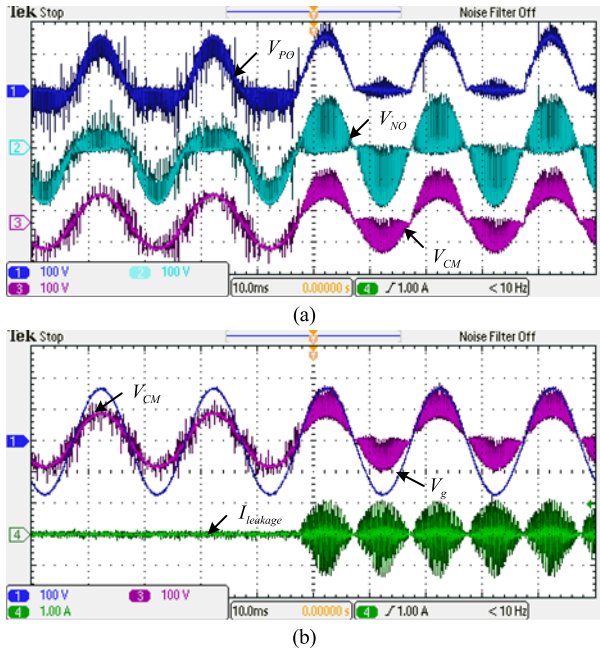 Tek Stop Noise Filter Off
1 V_PO
2 V_NO
3 V_CM
1 100 V 2 100 V
3 100 V 10.0ms 0.00000 s 4 1.00 A < 10 Hz
(a)
Tek Stop Noise Filter Off
V_CM
1
V_g
I_leakage
4
1 100 V 3 100 V
4 1.00 A 10.0ms 0.00000 s 4 1.00 A < 10 Hz
(b)